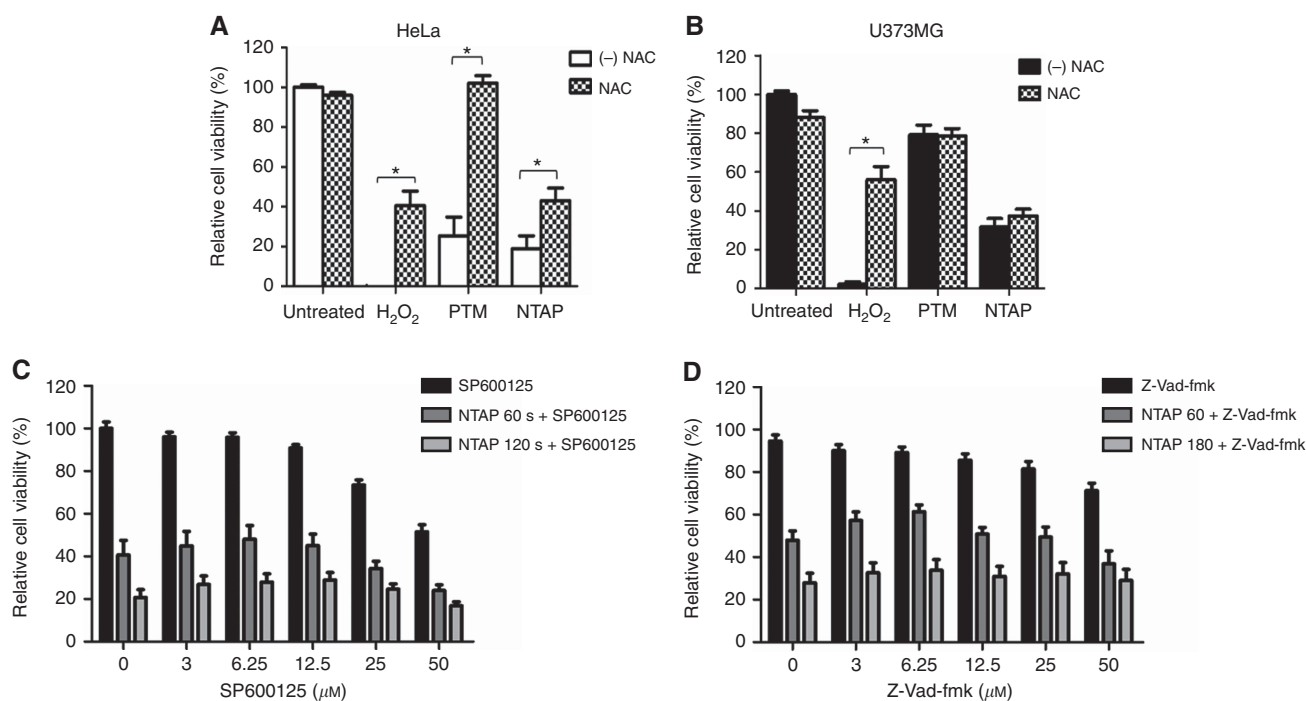 A
HeLa
Relative cell viability (%)
120
100
80
60
40
20
0
(–) NAC
NAC
*
*
*
Untreated H₂O₂ PTM NTAP
B
U373MG
Relative cell viability (%)
120
100
80
60
40
20
0
(–) NAC
NAC
*
Untreated H₂O₂ PTM NTAP
C
Relative cell viability (%)
120
100
80
60
40
20
0
SP600125
NTAP 60 s + SP600125
NTAP 120 s + SP600125
0 3 6.25 12.5 25 50
SP600125 (μM)
D
Relative cell viability (%)
120
100
80
60
40
20
0
Z-Vad-fmk
NTAP 60 + Z-Vad-fmk
NTAP 180 + Z-Vad-fmk
0 3 6.25 12.5 25 50
Z-Vad-fmk (μM)